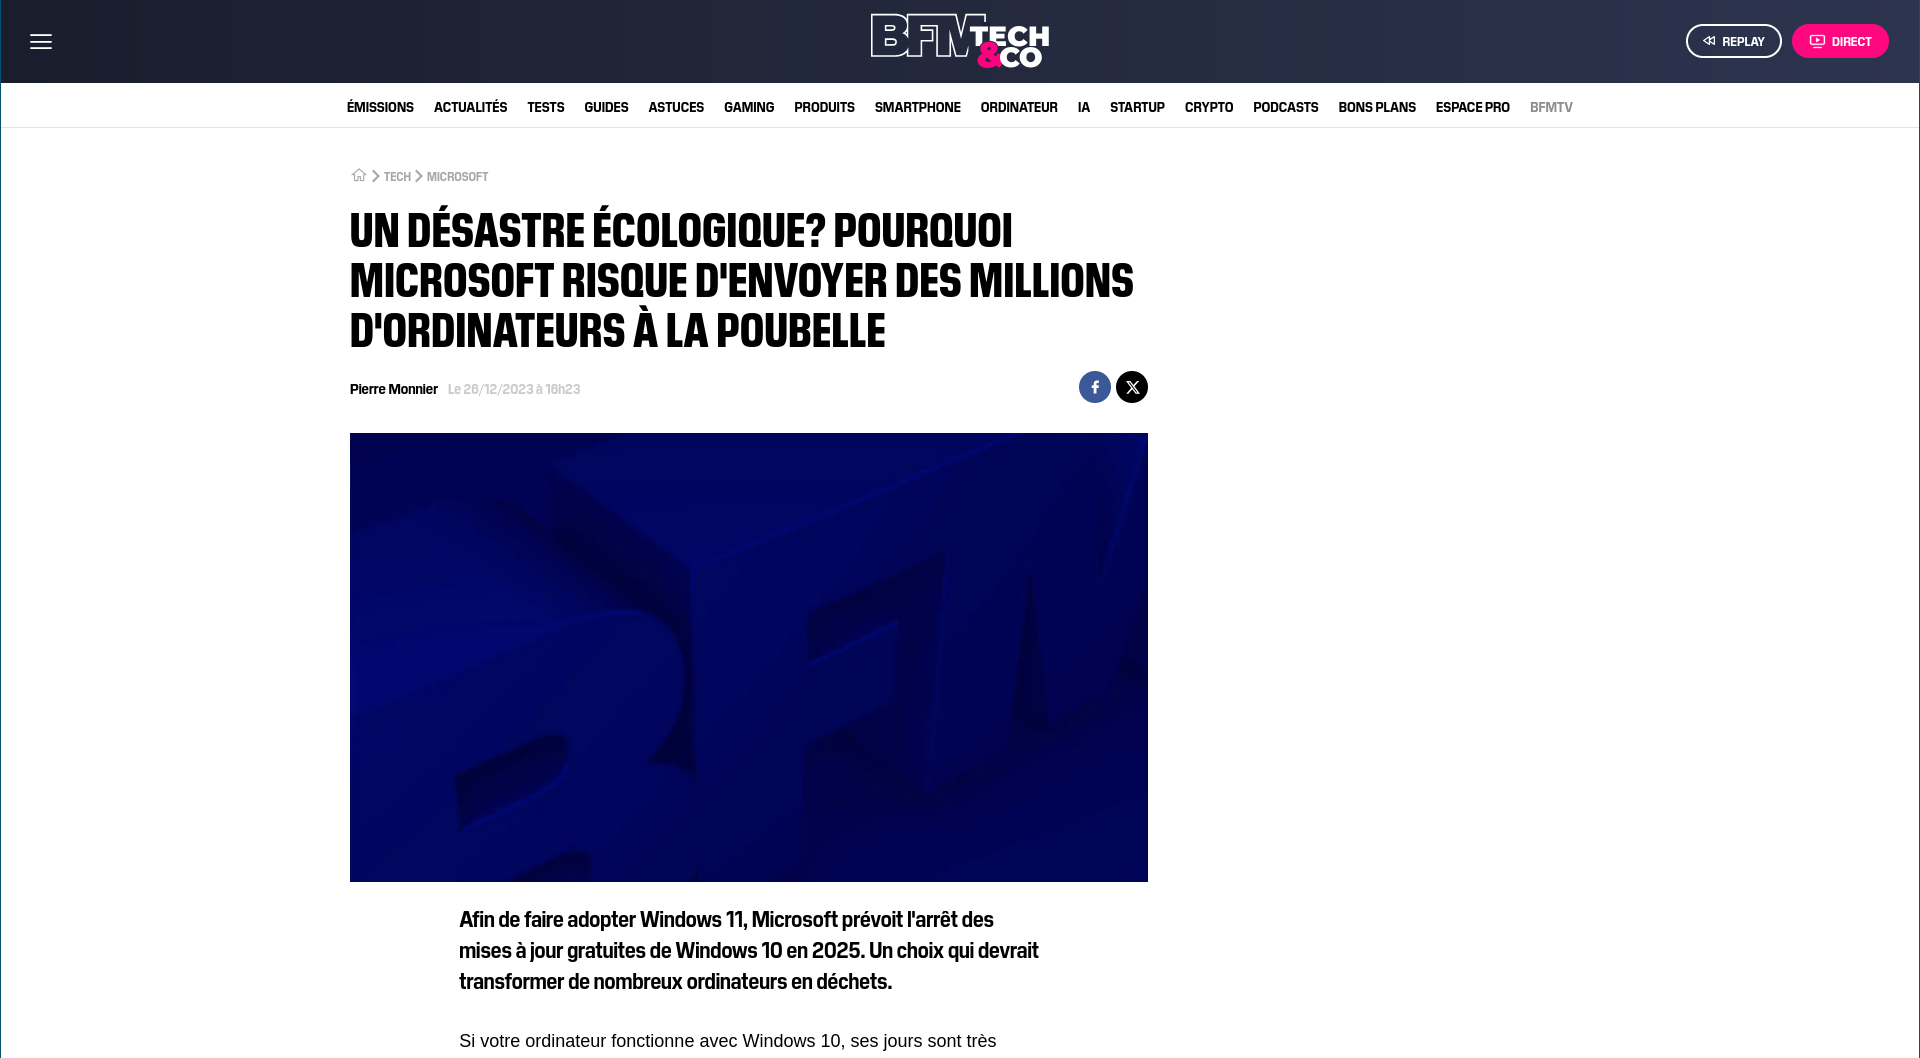 BFM TECH
&CO
REPLAY
DIRECT
ÉMISSIONS ACTUALITÉS TESTS GUIDES ASTUCES GAMING PRODUITS SMARTPHONE ORDINATEUR IA STARTUP CRYPTO PODCASTS BONS PLANS ESPACE PRO BFMTV
TECH MICROSOFT
UN DÉSASTRE ÉCOLOGIQUE? POURQUOI
MICROSOFT RISQUE D'ENVOYER DES MILLIONS
D'ORDINATEURS À LA POUBELLE
Pierre Monnier Le 26/12/2023 à 16h23
BFM
Afin de faire adopter Windows 11, Microsoft prévoit l'arrêt des
mises à jour gratuites de Windows 10 en 2025. Un choix qui devrait
transformer de nombreux ordinateurs en déchets.
Si votre ordinateur fonctionne avec Windows 10, ses jours sont très